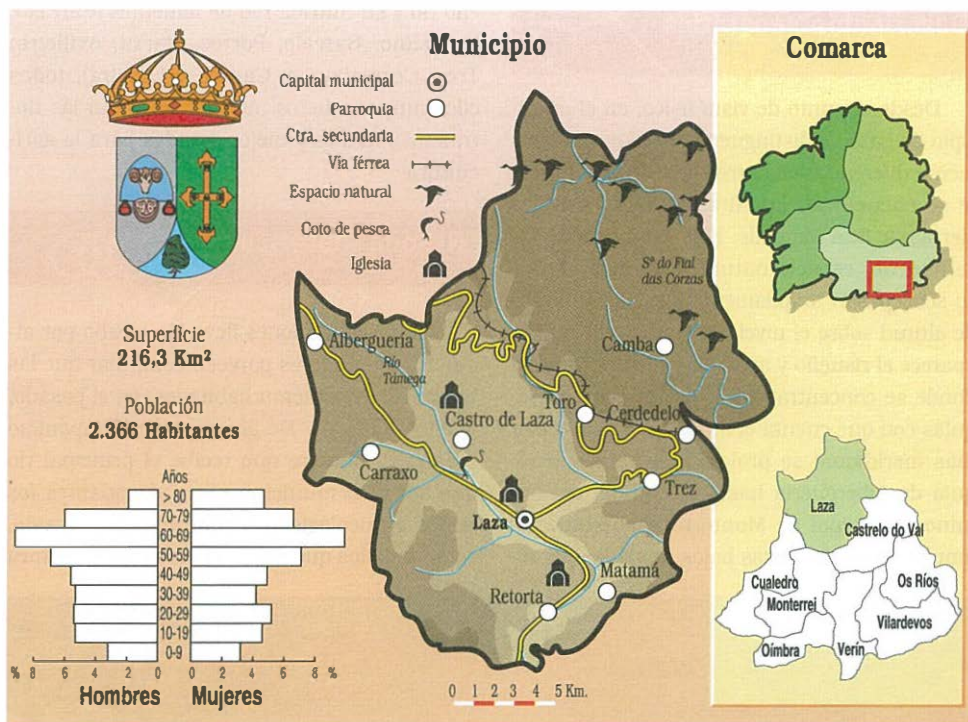 Municipio
Capital municipal
Parroquia
Ctra. secundaria
Vía férrea
Espacio natural
Coto de pesca
Iglesia
Superficie
216,3 Km²
Población
2.366 Habitantes
Años
> 80
70-79
60-69
50-59
40-49
30-39
20-29
10-19
0-9
% 8 6 4 2 0 0 2 4 6 8 %
Hombres Mujeres
Sª do Fial
das Corzas
Alberguería
Río
Támega
Camba
Toro
Cerdedelo
Castro de Laza
Carraxo
Trez
Laza
Matamá
Retorta
0 1 2 3 4 5 Km.
Comarca
Laza
Castrelo do Val
Cualedro
Os Ríos
Monterrei
Vilardevos
Oímbra
Verín